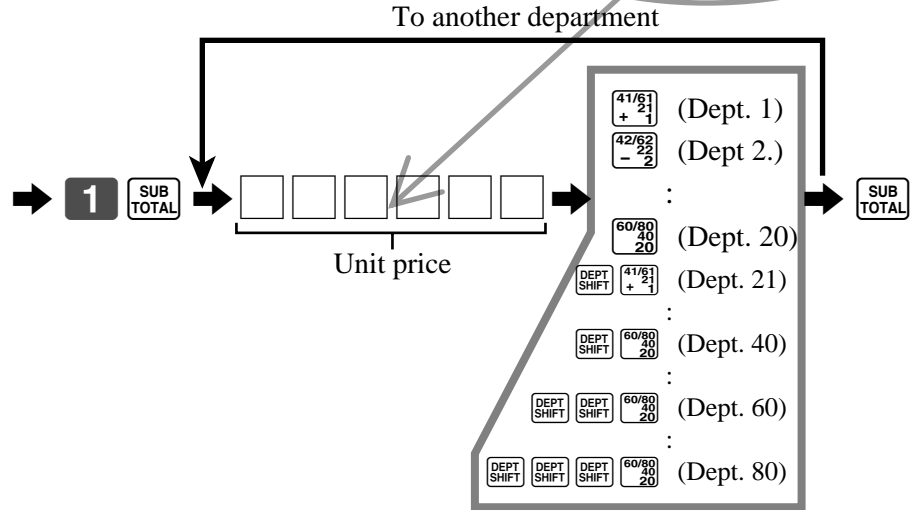 To another department
41/61
21
+ 1
(Dept. 1)
42/62
22
− 2
(Dept 2.)
:
1
SUB
TOTAL
SUB
TOTAL
60/80
40
20
(Dept. 20)
Unit price
DEPT
SHIFT
41/61
21
+ 1
(Dept. 21)
:
DEPT
SHIFT
60/80
40
20
(Dept. 40)
:
DEPT
SHIFT
DEPT
SHIFT
60/80
40
20
(Dept. 60)
:
DEPT
SHIFT
DEPT
SHIFT
DEPT
SHIFT
60/80
40
20
(Dept. 80)